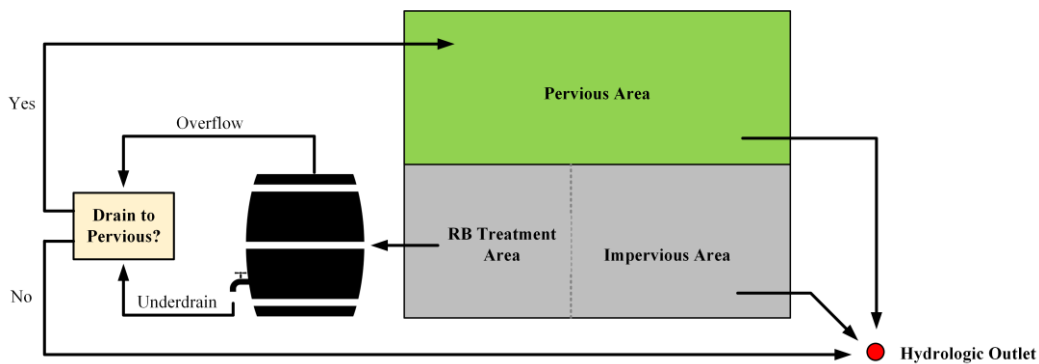 Yes
Overflow
Pervious Area
Drain to
Pervious?
RB Treatment
Area
Impervious Area
No
Underdrain
Hydrologic Outlet